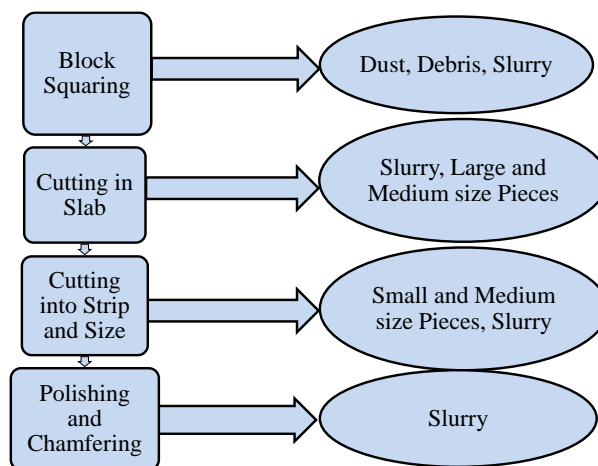 Block
Squaring
Dust, Debris, Slurry
Cutting in
Slab
Slurry, Large and
Medium size Pieces
Cutting
into Strip
and Size
Small and Medium
size Pieces, Slurry
Polishing
and
Chamfering
Slurry